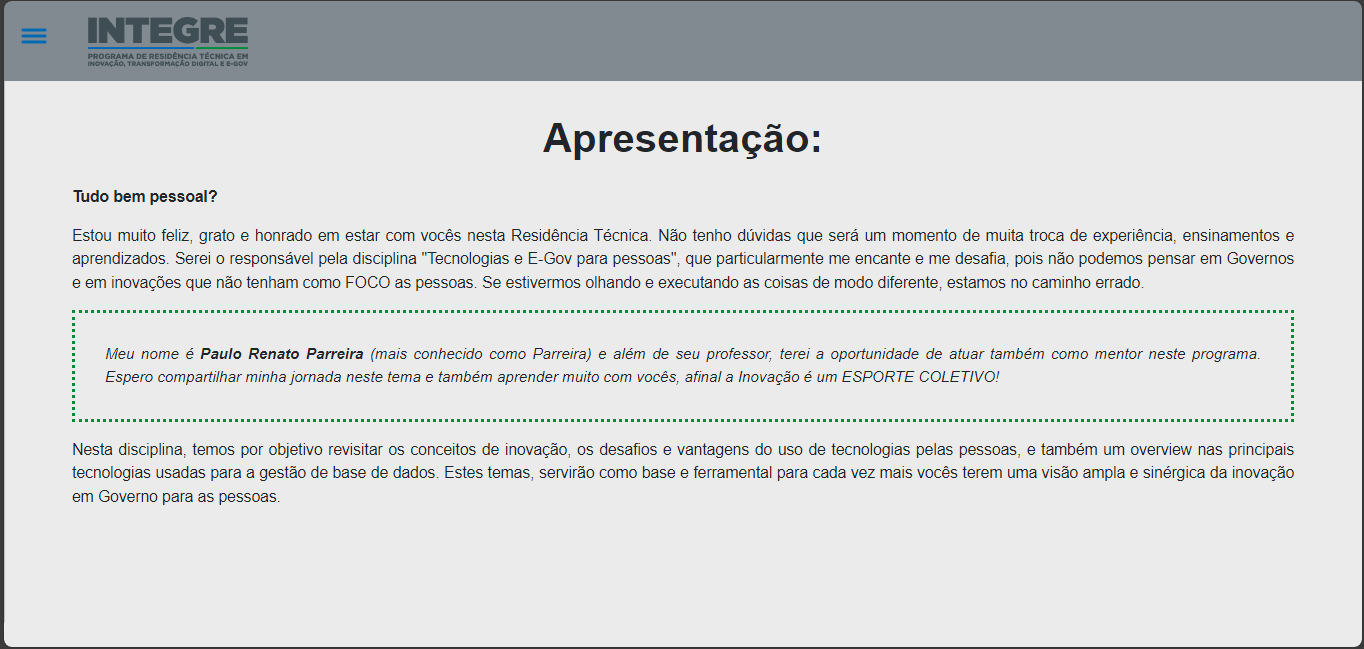 INTEGRE
PROGRAMA DE RESIDÊNCIA TÉCNICA EM
INOVAÇÃO, TRANSFORMAÇÃO DIGITAL E E-GOV
Apresentação:
Tudo bem pessoal?
Estou muito feliz, grato e honrado em estar com vocês nesta Residência Técnica. Não tenho dúvidas que será um momento de muita troca de experiência, ensinamentos e
aprendizados. Serei o responsável pela disciplina "Tecnologias e E-Gov para pessoas", que particularmente me encante e me desafia, pois não podemos pensar em Governos
e em inovações que não tenham como FOCO as pessoas. Se estivermos olhando e executando as coisas de modo diferente, estamos no caminho errado.
Meu nome é Paulo Renato Parreira (mais conhecido como Parreira) e além de seu professor, terei a oportunidade de atuar também como mentor neste programa.
Espero compartilhar minha jornada neste tema e também aprender muito com vocês, afinal a Inovação é um ESPORTE COLETIVO!
Nesta disciplina, temos por objetivo revisitar os conceitos de inovação, os desafios e vantagens do uso de tecnologias pelas pessoas, e também um overview nas principais
tecnologias usadas para a gestão de base de dados. Estes temas, servirão como base e ferramental para cada vez mais vocês terem uma visão ampla e sinérgica da inovação
em Governo para as pessoas.